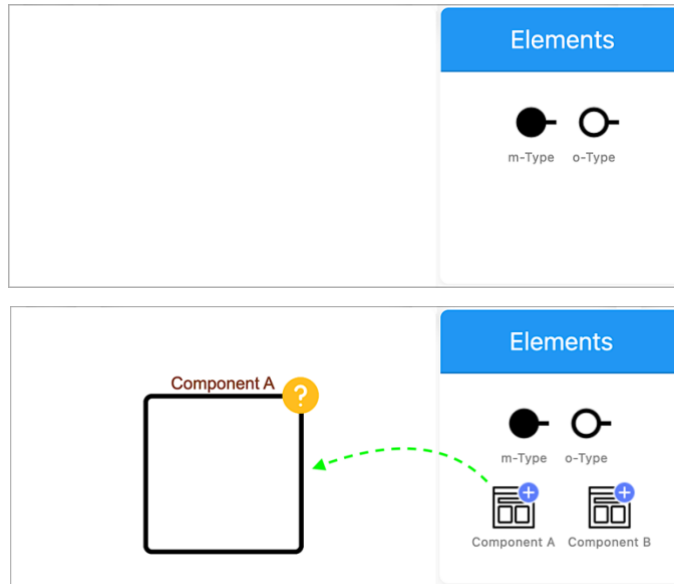 Elements
m-Type o-Type
Elements
Component A
?
m-Type o-Type
Component A Component B